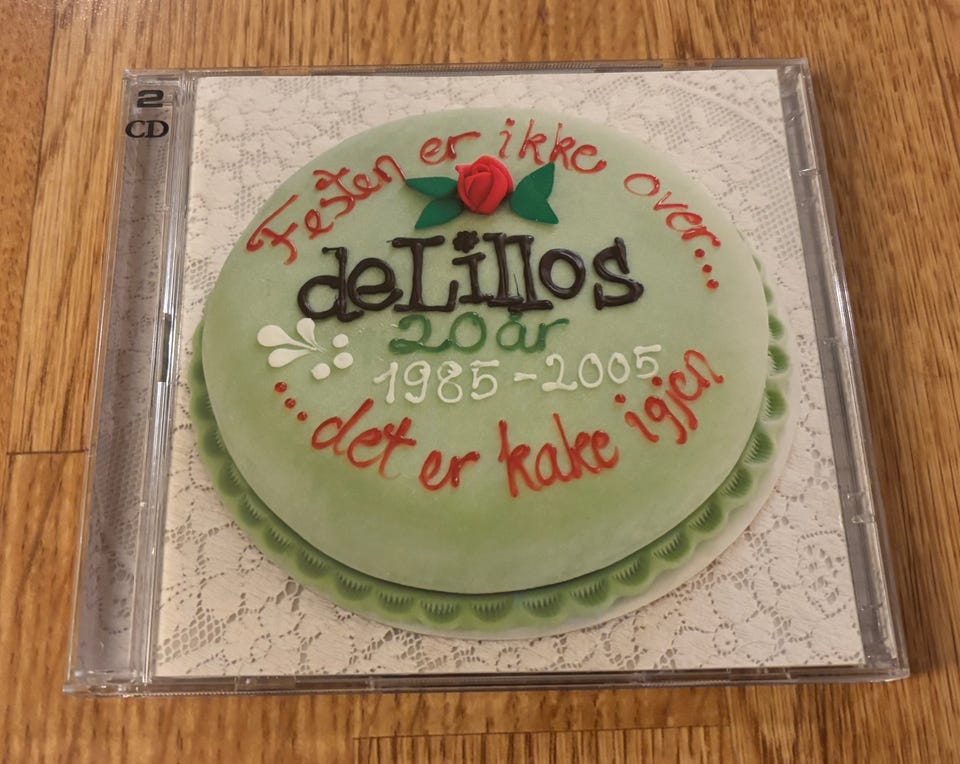 2
CD
Festen er ikke over...
deLillos
20 år
1985-2005
...det er kake igjen